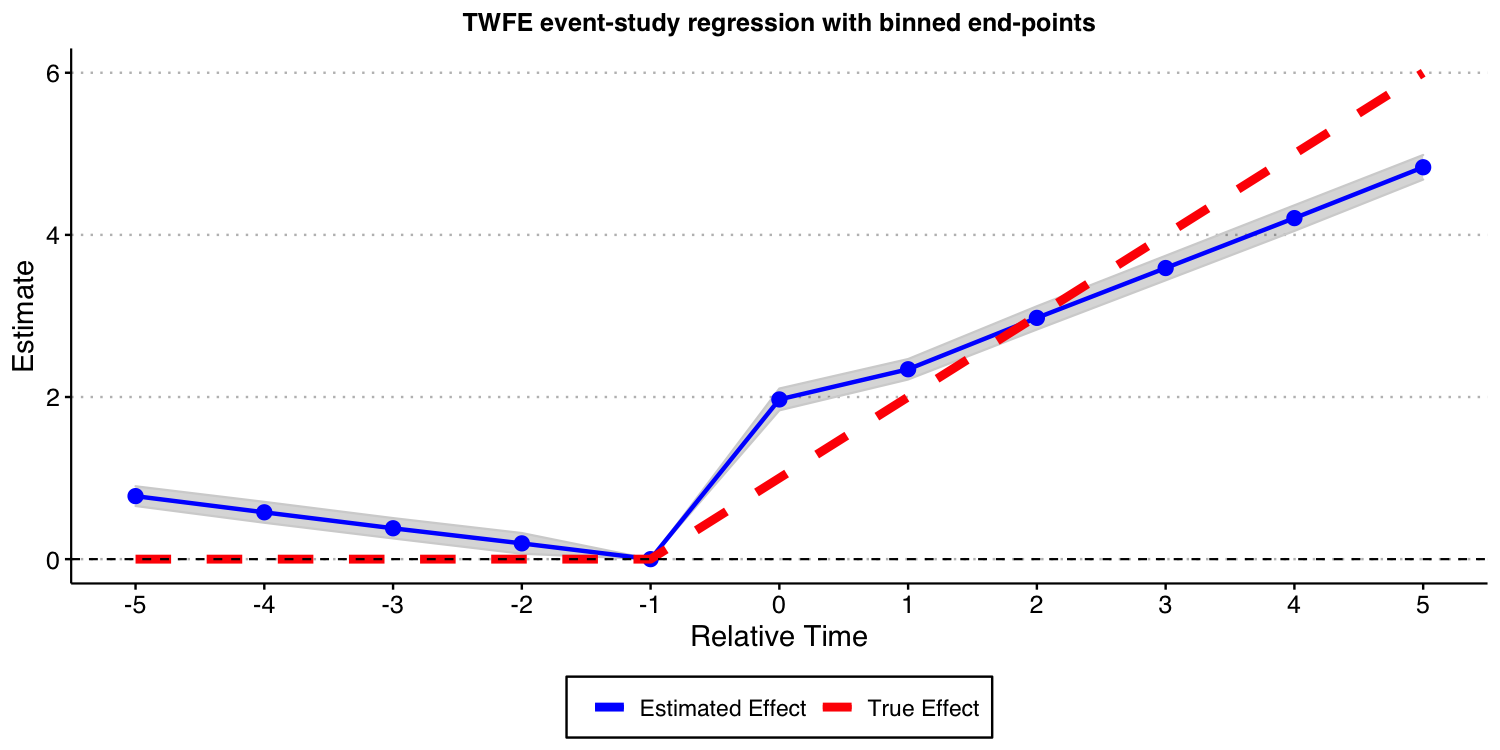 TWFE event-study regression with binned end-points
6
4
2
0
Estimate
-5 -4 -3 -2 -1 0 1 2 3 4 5
Relative Time
Estimated Effect True Effect